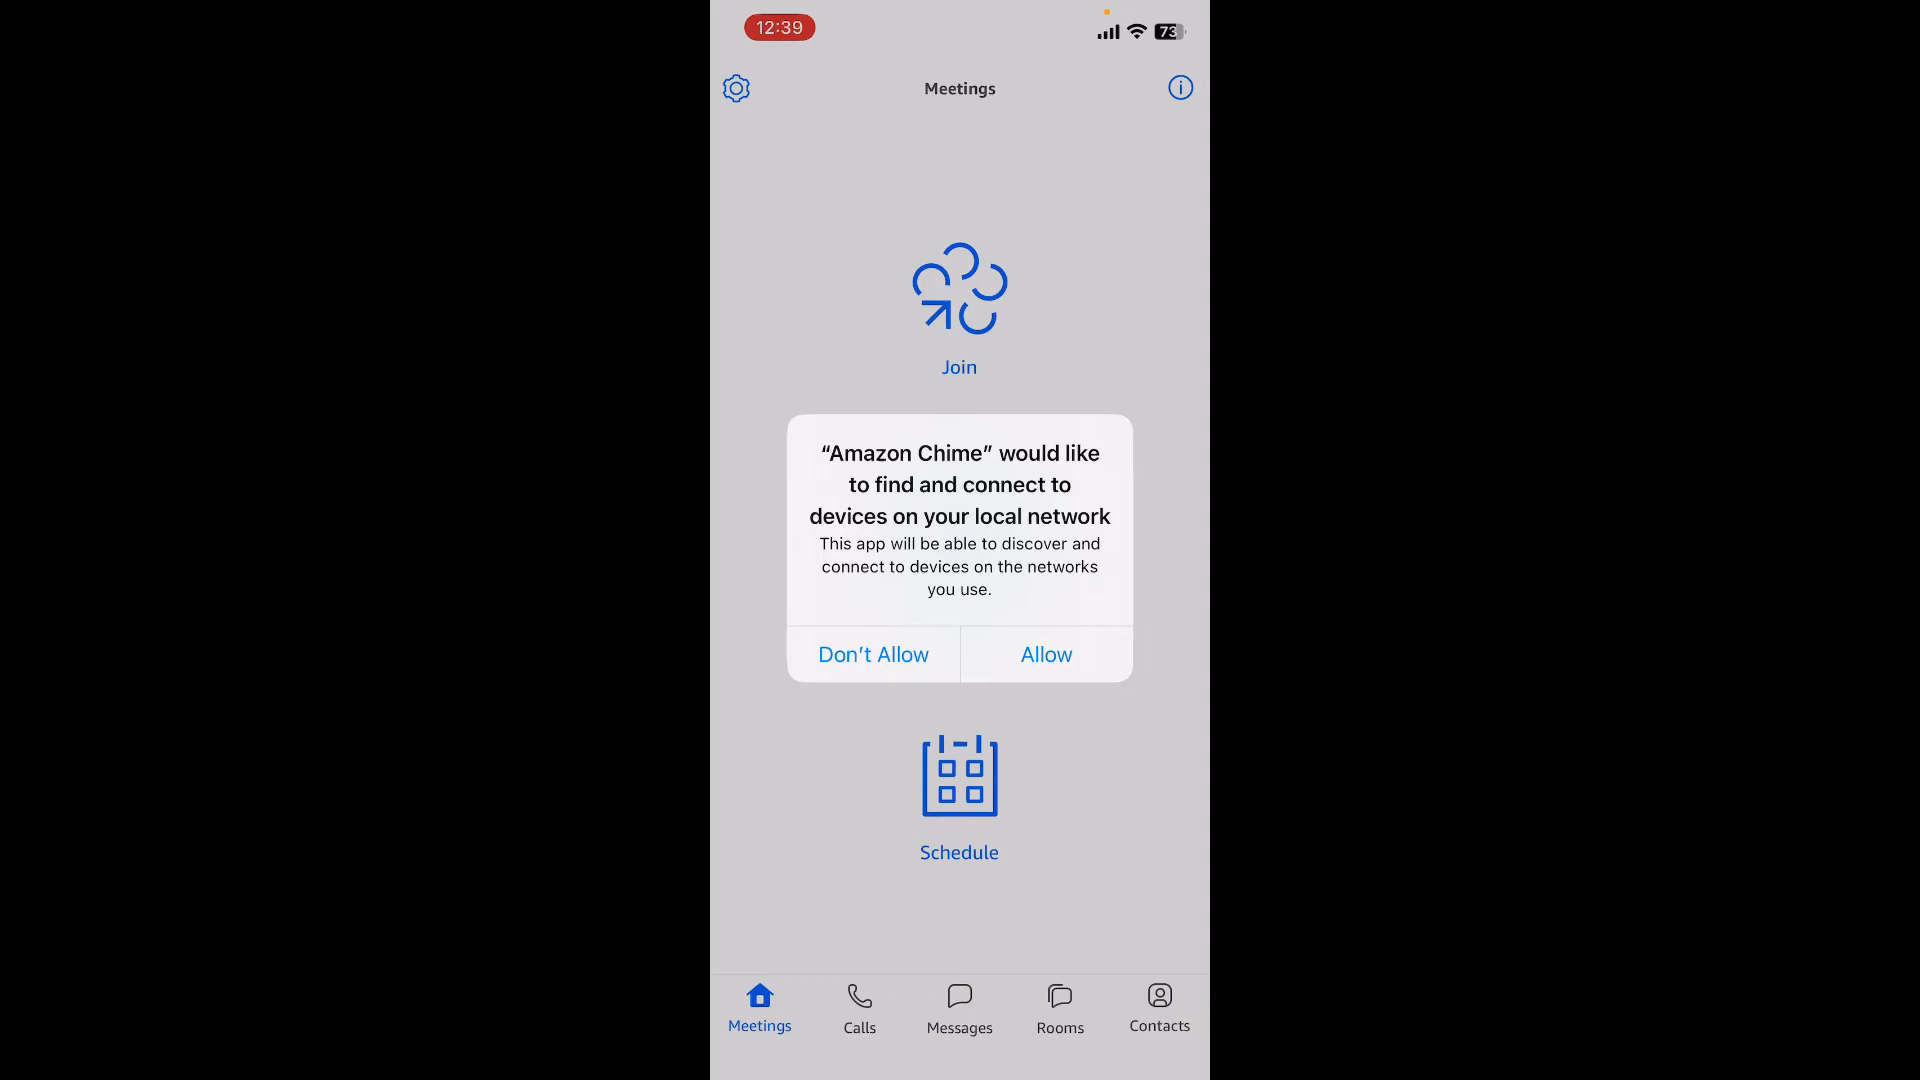 12:39
73
Meetings
Join
“Amazon Chime” would like
to find and connect to
devices on your local network
This app will be able to discover and
connect to devices on the networks
you use.
Don’t Allow
Allow
Schedule
Meetings
Calls
Messages
Rooms
Contacts